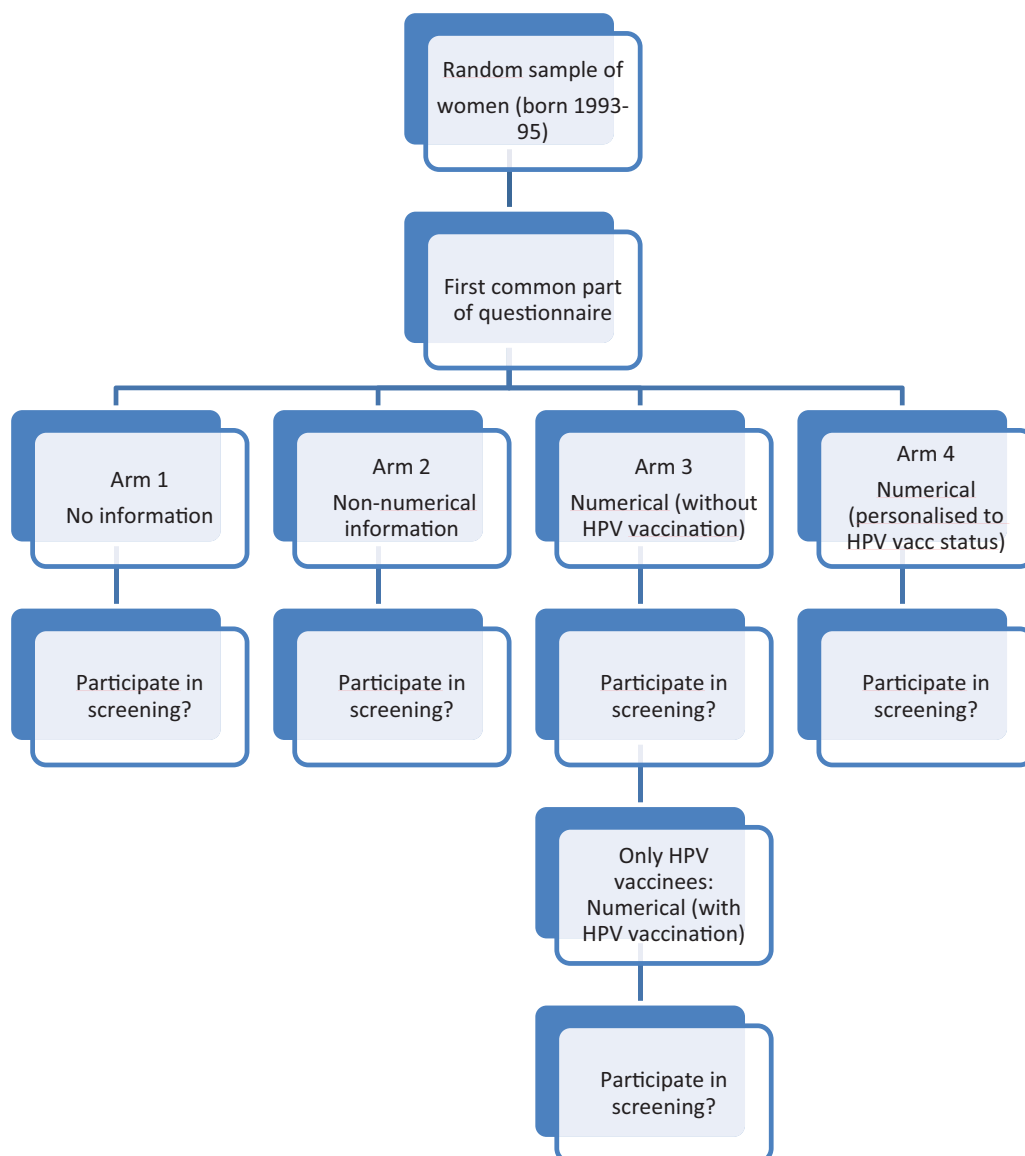 Random sample of
women (born 1993-
95)
First common part
of questionnaire
Arm 1
No information
Arm 2
Non-numerical
information
Arm 3
Numerical (without
HPV vaccination)
Arm 4
Numerical
(personalised to
HPV vacc status)
Participate in
screening?
Participate in
screening?
Participate in
screening?
Participate in
screening?
Only HPV
vaccinees:
Numerical (with
HPV vaccination)
Participate in
screening?